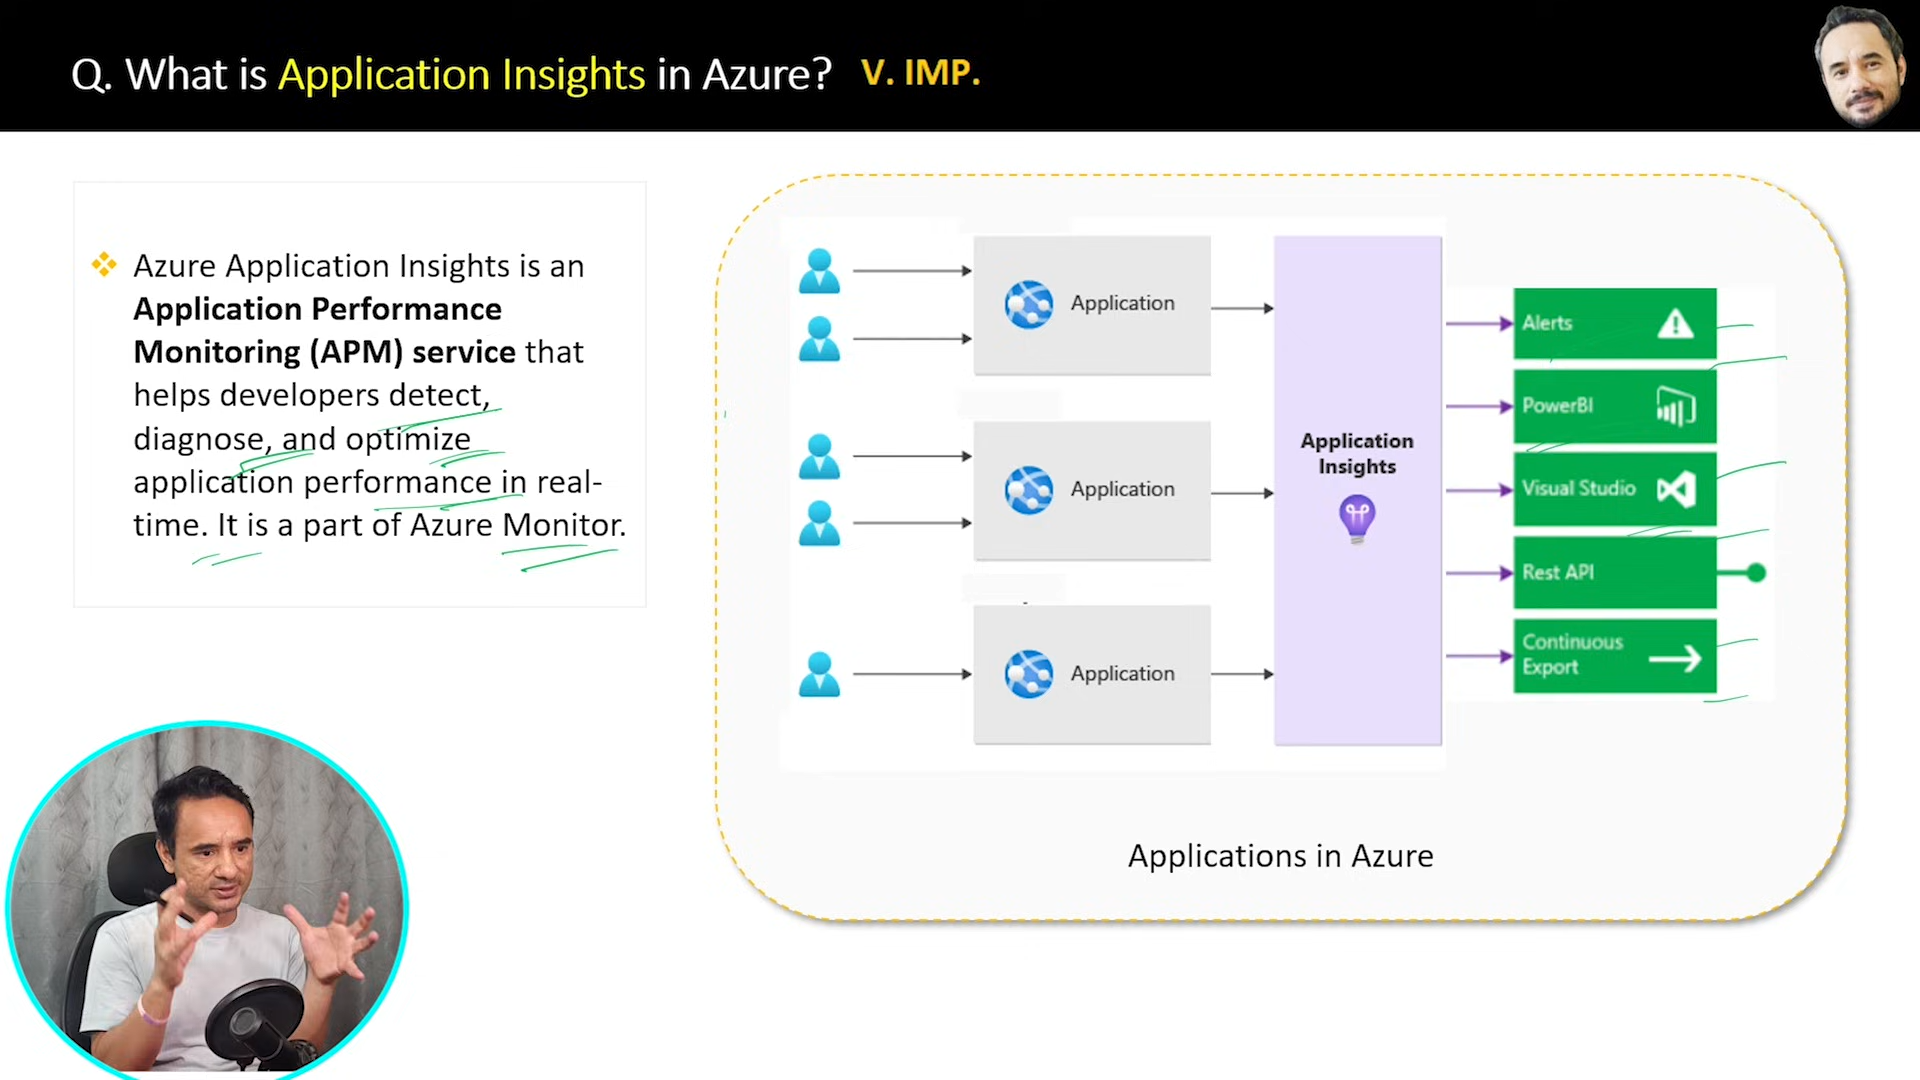 Q. What is Application Insights in Azure? V. IMP.
Azure Application Insights is an
Application Performance
Monitoring (APM) service that
helps developers detect,
diagnose, and optimize
application performance in real-
time. It is a part of Azure Monitor.
Application
Application
Application
Application
Insights
Alerts
PowerBI
Visual Studio
Rest API
Continuous
Export
Applications in Azure